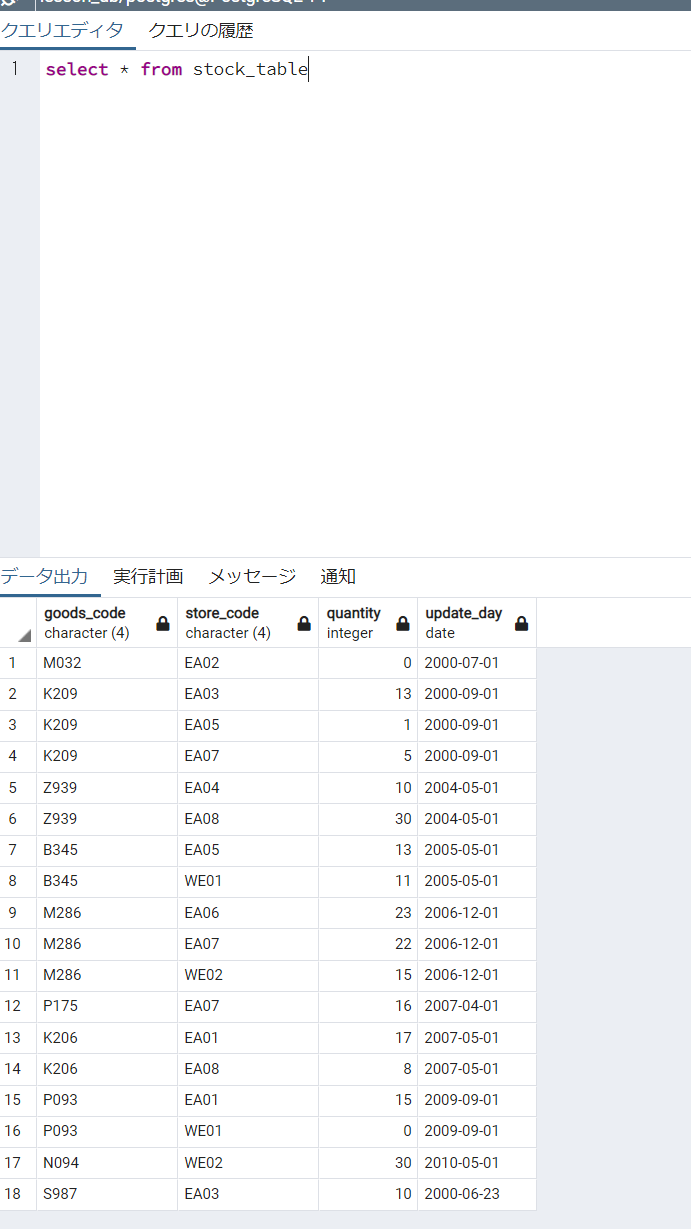 クエリエディタ クエリの履歴
1 select * from stock_table
データ出力 実行計画 メッセージ 通知
goods_code store_code quantity update_day
character (4) character (4) integer date
1 M032 EA02 0 2000-07-01
2 K209 EA03 13 2000-09-01
3 K209 EA05 1 2000-09-01
4 K209 EA07 5 2000-09-01
5 Z939 EA04 10 2004-05-01
6 Z939 EA08 30 2004-05-01
7 B345 EA05 13 2005-05-01
8 B345 WE01 11 2005-05-01
9 M286 EA06 23 2006-12-01
10 M286 EA07 22 2006-12-01
11 M286 WE02 15 2006-12-01
12 P175 EA07 16 2007-04-01
13 K206 EA01 17 2007-05-01
14 K206 EA08 8 2007-05-01
15 P093 EA01 15 2009-09-01
16 P093 WE01 0 2009-09-01
17 N094 WE02 30 2010-05-01
18 S987 EA03 10 2000-06-23